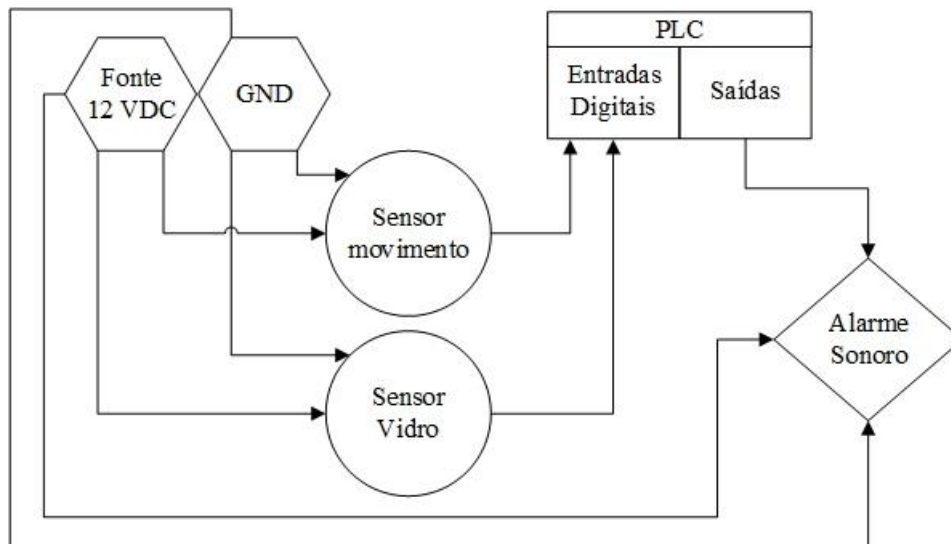 Fonte
12 VDC
GND
PLC
Entradas
Digitais
Saídas
Sensor
movimento
Sensor
Vidro
Alarme
Sonoro